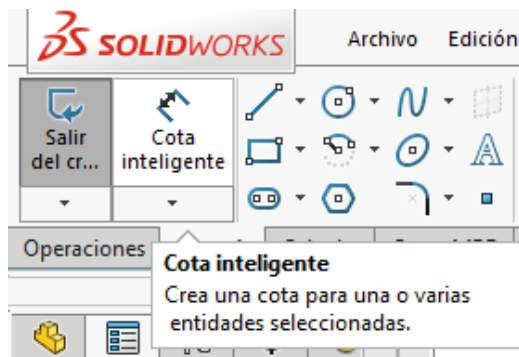 SOLIDWORKS
Archivo Edición
Salir
del cr...
Cota
inteligente
Operaciones
Cota inteligente
Crea una cota para una o varias
entidades seleccionadas.